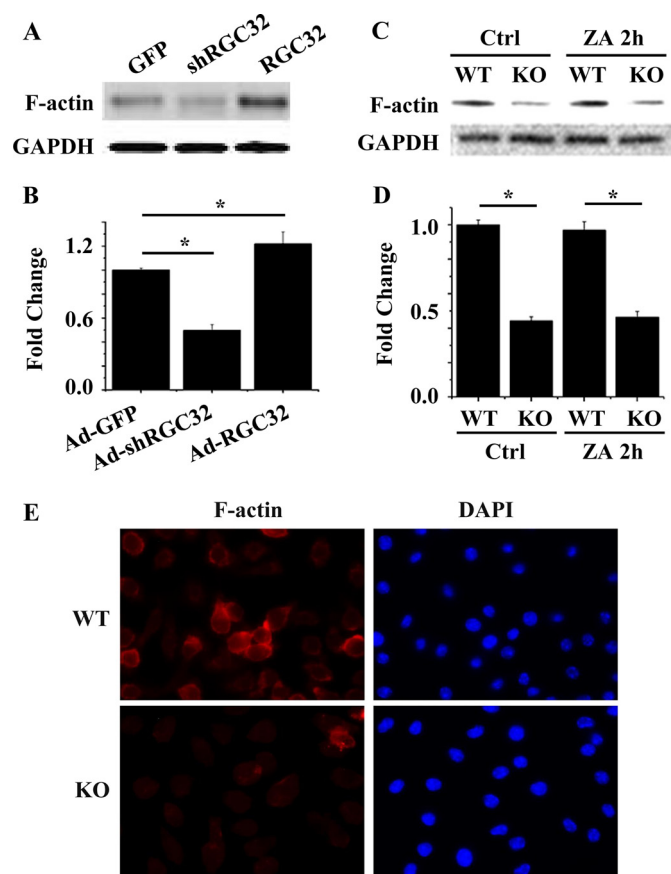 A
GFP
shRGC32
RGC32
F-actin
GAPDH
B
*
*
Fold Change
1.2
0.6
0.0
Ad-GFP
Ad-shRGC32
Ad-RGC32
C
Ctrl
ZA 2h
WT KO WT KO
F-actin
GAPDH
D
*
*
Fold Change
1.0
0.5
0.0
WT KO WT KO
Ctrl
ZA 2h
E
F-actin
DAPI
WT
KO